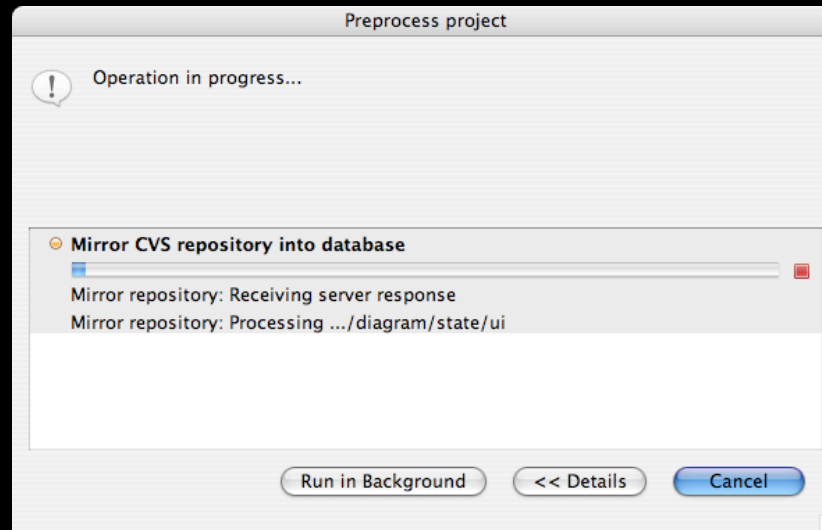 Preprocess project
Operation in progress...
Mirror CVS repository into database
Mirror repository: Receiving server response
Mirror repository: Processing .../diagram/state/ui
Run in Background
<< Details
Cancel